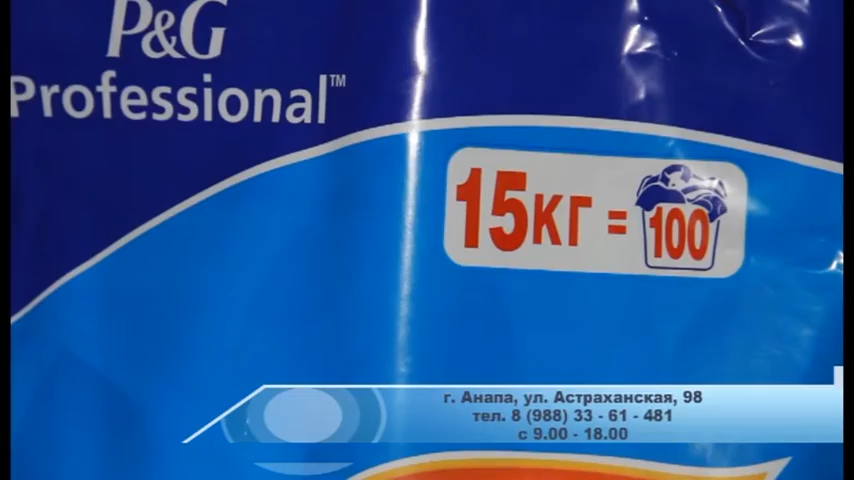 P&G
Professional™
15КГ = 100
г. Анапа, ул. Астраханская, 98
тел. 8 (988) 33 - 61 - 481
с 9.00 - 18.00